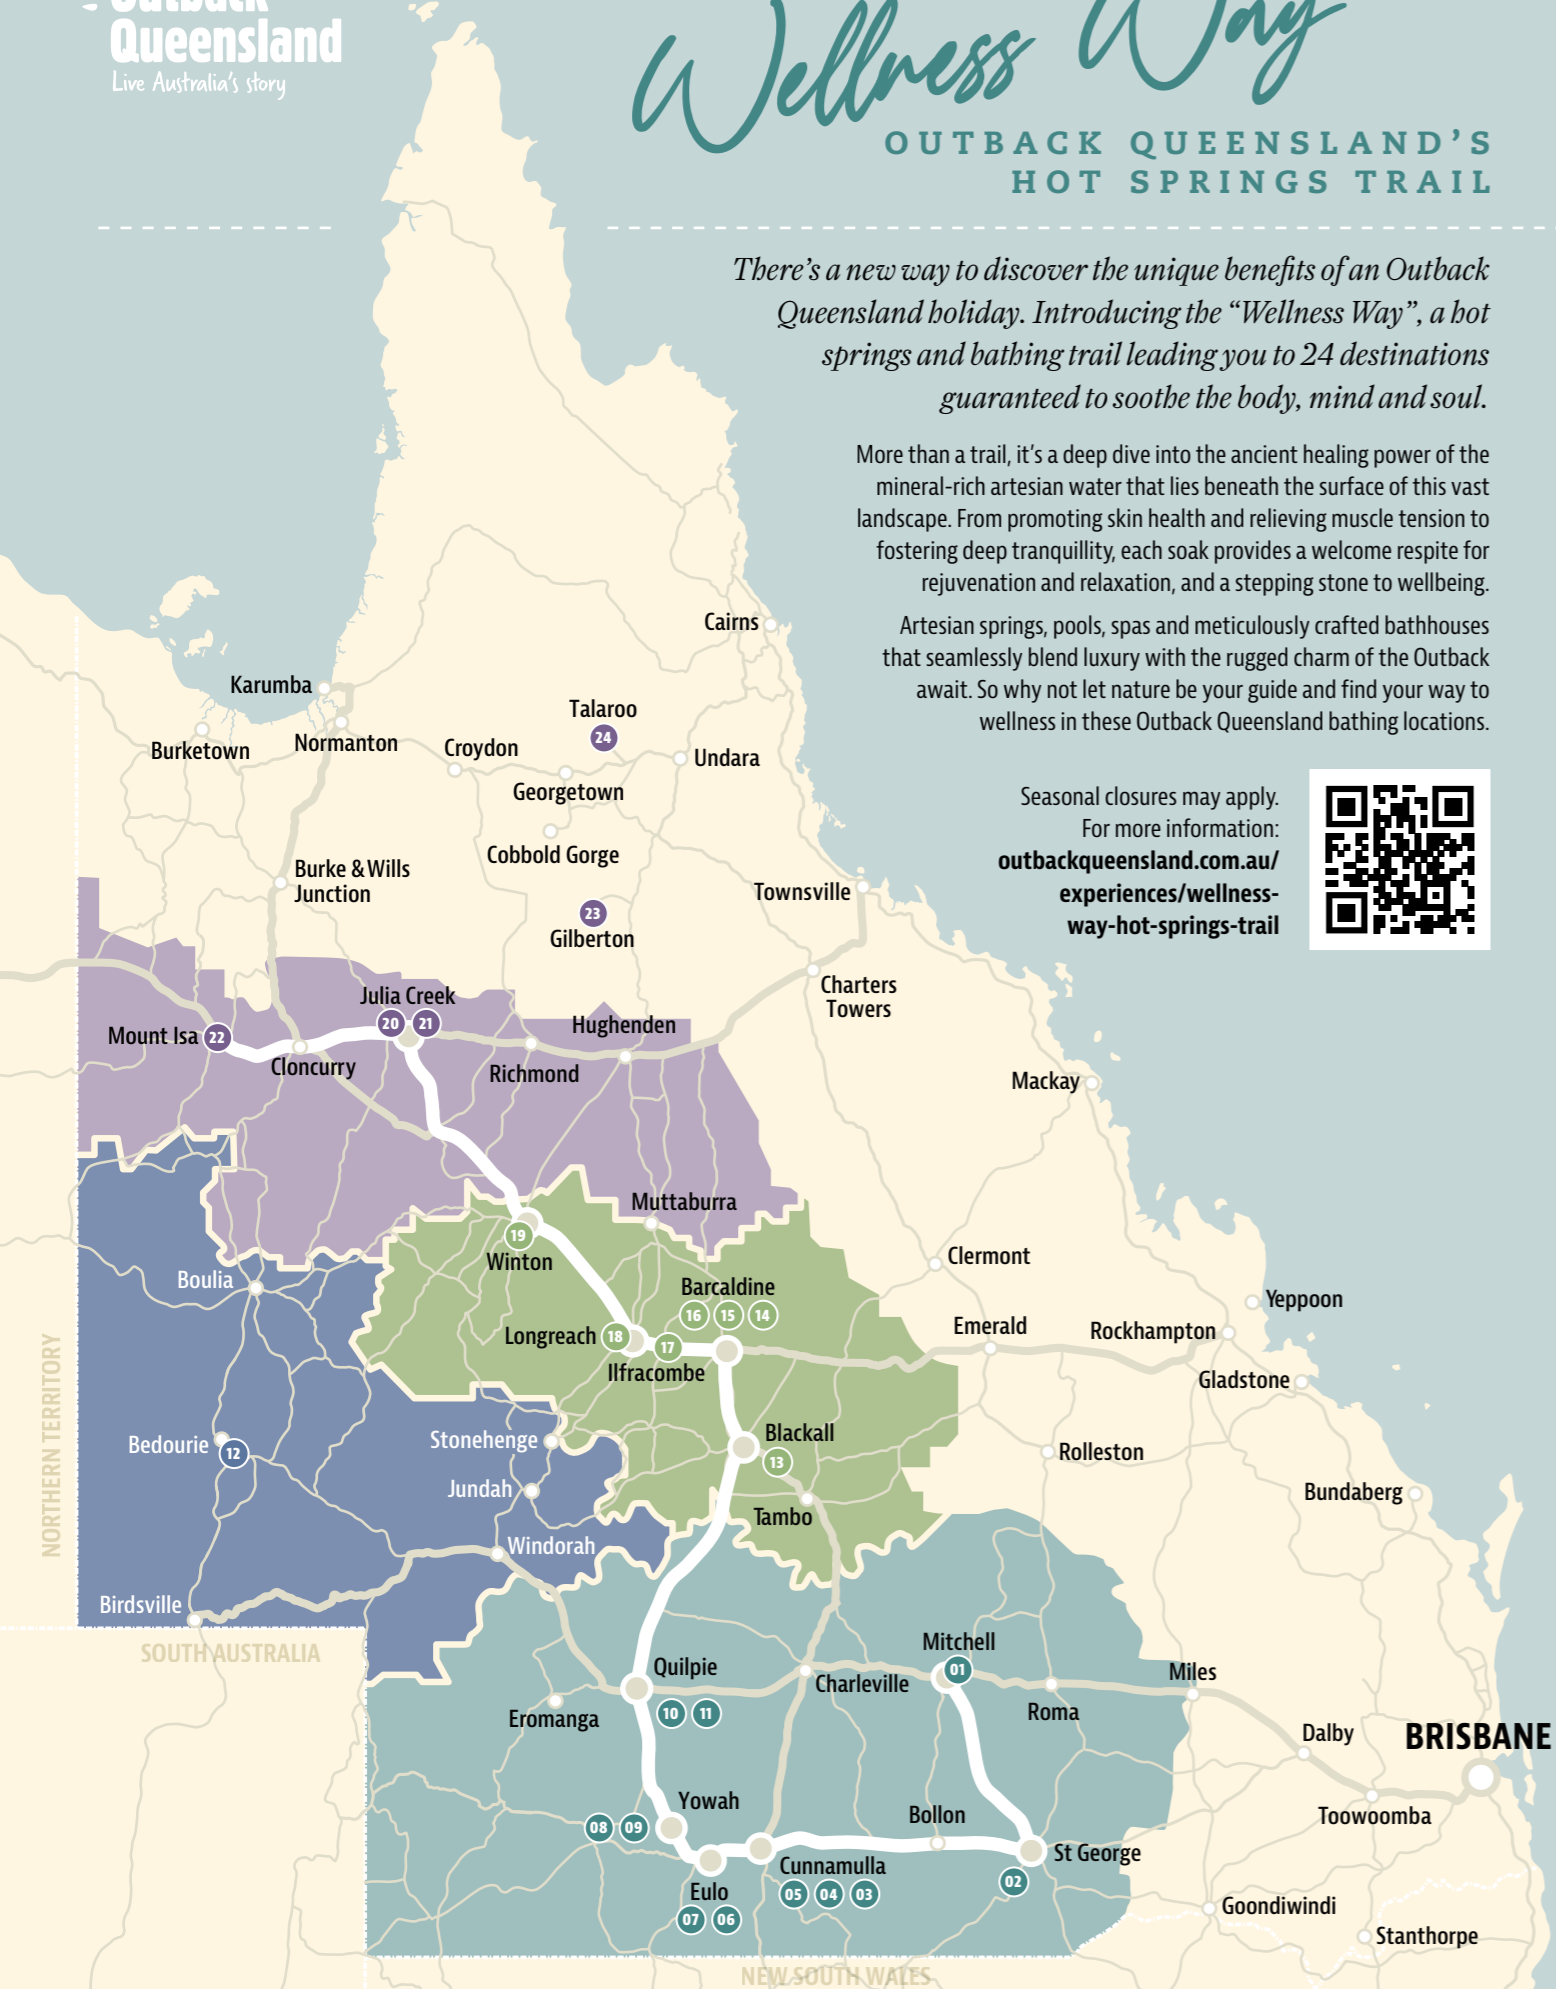 Outback
Queensland
Live Australia's story
Wellness Way
OUTBACK QUEENSLAND'S
HOT SPRINGS TRAIL
There's a new way to discover the unique benefits of an Outback
Queensland holiday. Introducing the “Wellness Way”, a hot
springs and bathing trail leading you to 24 destinations
guaranteed to soothe the body, mind and soul.
More than a trail, it's a deep dive into the ancient healing power of the
mineral-rich artesian water that lies beneath the surface of this vast
landscape. From promoting skin health and relieving muscle tension to
fostering deep tranquillity, each soak provides a welcome respite for
rejuvenation and relaxation, and a stepping stone to wellbeing.
Artesian springs, pools, spas and meticulously crafted bathhouses
that seamlessly blend luxury with the rugged charm of the Outback
await. So why not let nature be your guide and find your way to
wellness in these Outback Queensland bathing locations.
Seasonal closures may apply.
For more information:
outbackqueensland.com.au/
experiences/wellness-
way-hot-springs-trail
Cairns
Karumba
Talaroo
24
Burketown
Normanton
Croydon
Undara
Georgetown
Cobbold Gorge
Burke & Wills
Junction
Townsville
23
Gilberton
Charters
Towers
Julia Creek
20 21
Mount Isa 22
Hughenden
Cloncurry
Richmond
Mackay
Muttaburra
19
Winton
Clermont
Boulia
Barcaldine
16 15 14
Yeppoon
Longreach 18
17
Ilfracombe
Emerald
Rockhampton
Gladstone
NORTHERN TERRITORY
Bedourie 12
Stonehenge
Blackall
13
Rolleston
Jundah
Bundaberg
Tambo
Windorah
Birdsville
SOUTH AUSTRALIA
Mitchell
01
Quilpie
10 11
Charleville
Miles
Eromanga
Roma
Dalby
BRISBANE
Yowah
08 09
Bollon
Toowoomba
St George
02
Cunnamulla
05 04 03
Eulo
07 06
Goondiwindi
Stanthorpe
NEW SOUTH WALES